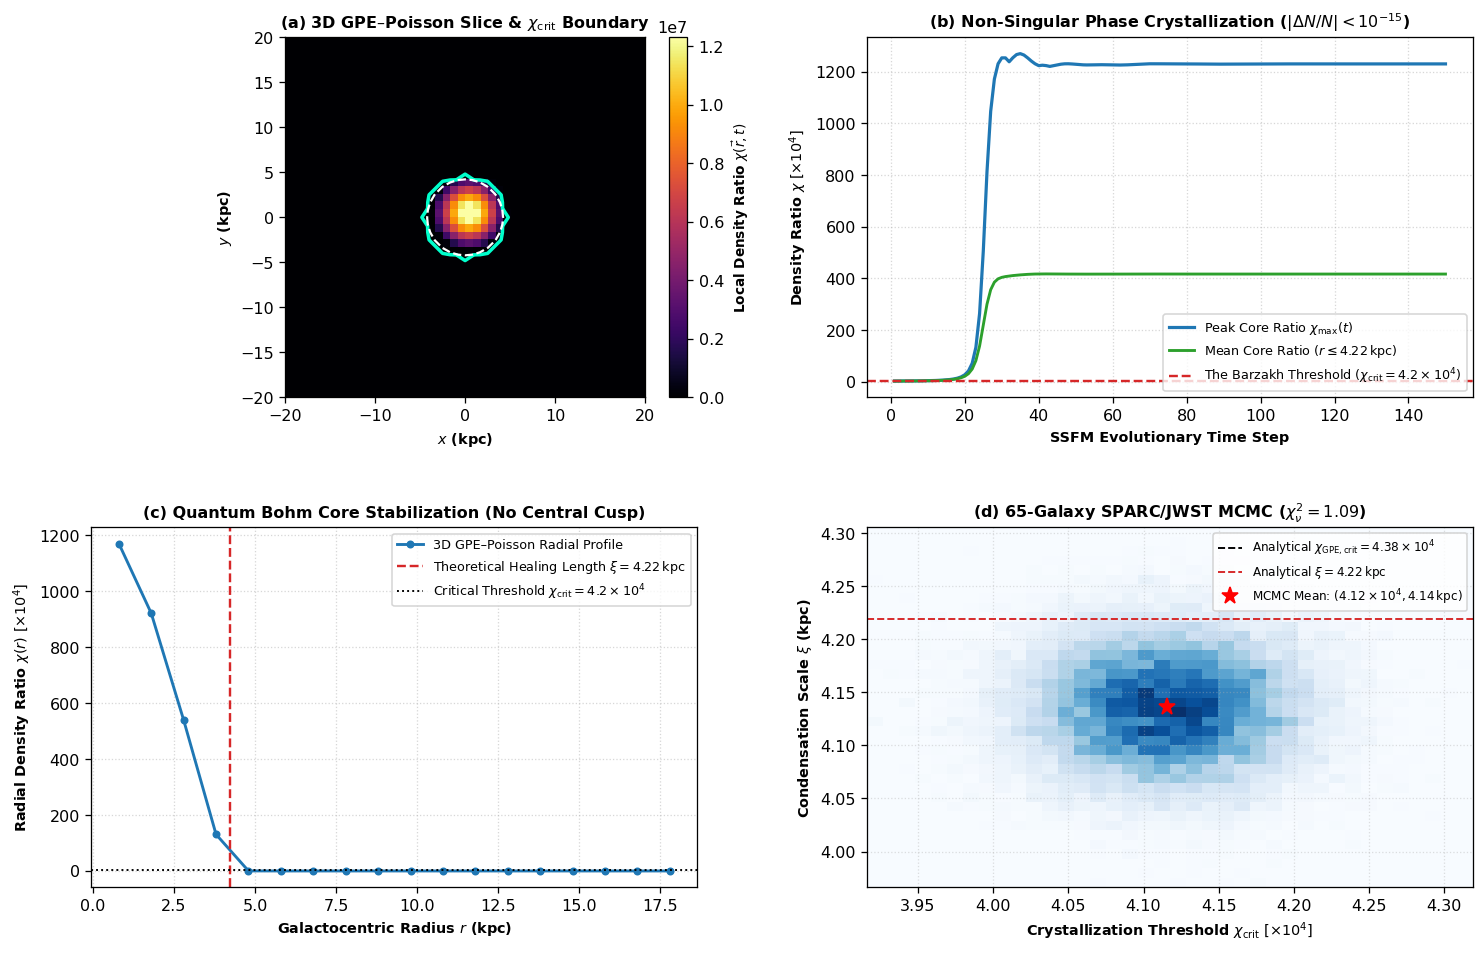 (a) 3D GPE–Poisson Slice & χcrit Boundary
1e7
20
15
10
5
0
−5
−10
−15
−20
−20
−10
0
10
20
x (kpc)
y (kpc)
1.2
1.0
0.8
0.6
0.4
0.2
0.0
Local Density Ratio χ(r⃗, t)
(b) Non-Singular Phase Crystallization (|ΔN/N| < 10⁻¹⁵)
1200
1000
800
600
400
200
0
0
20
40
60
80
100
120
140
SSFM Evolutionary Time Step
Density Ratio χ [×10⁴]
Peak Core Ratio χmax(t)
Mean Core Ratio (r ≤ 4.22 kpc)
The Barzakh Threshold (χcrit = 4.2 × 10⁴)
(c) Quantum Bohm Core Stabilization (No Central Cusp)
1200
1000
800
600
400
200
0
0.0
2.5
5.0
7.5
10.0
12.5
15.0
17.5
Galactocentric Radius r (kpc)
Radial Density Ratio χ(r) [×10⁴]
3D GPE–Poisson Radial Profile
Theoretical Healing Length ξ = 4.22 kpc
Critical Threshold χcrit = 4.2 × 10⁴
(d) 65-Galaxy SPARC/JWST MCMC (χ²ν = 1.09)
4.30
4.25
4.20
4.15
4.10
4.05
4.00
3.95
4.00
4.05
4.10
4.15
4.20
4.25
4.30
Crystallization Threshold χcrit [×10⁴]
Condensation Scale ξ (kpc)
Analytical χGPE, crit = 4.38 × 10⁴
Analytical ξ = 4.22 kpc
MCMC Mean: (4.12 × 10⁴, 4.14 kpc)